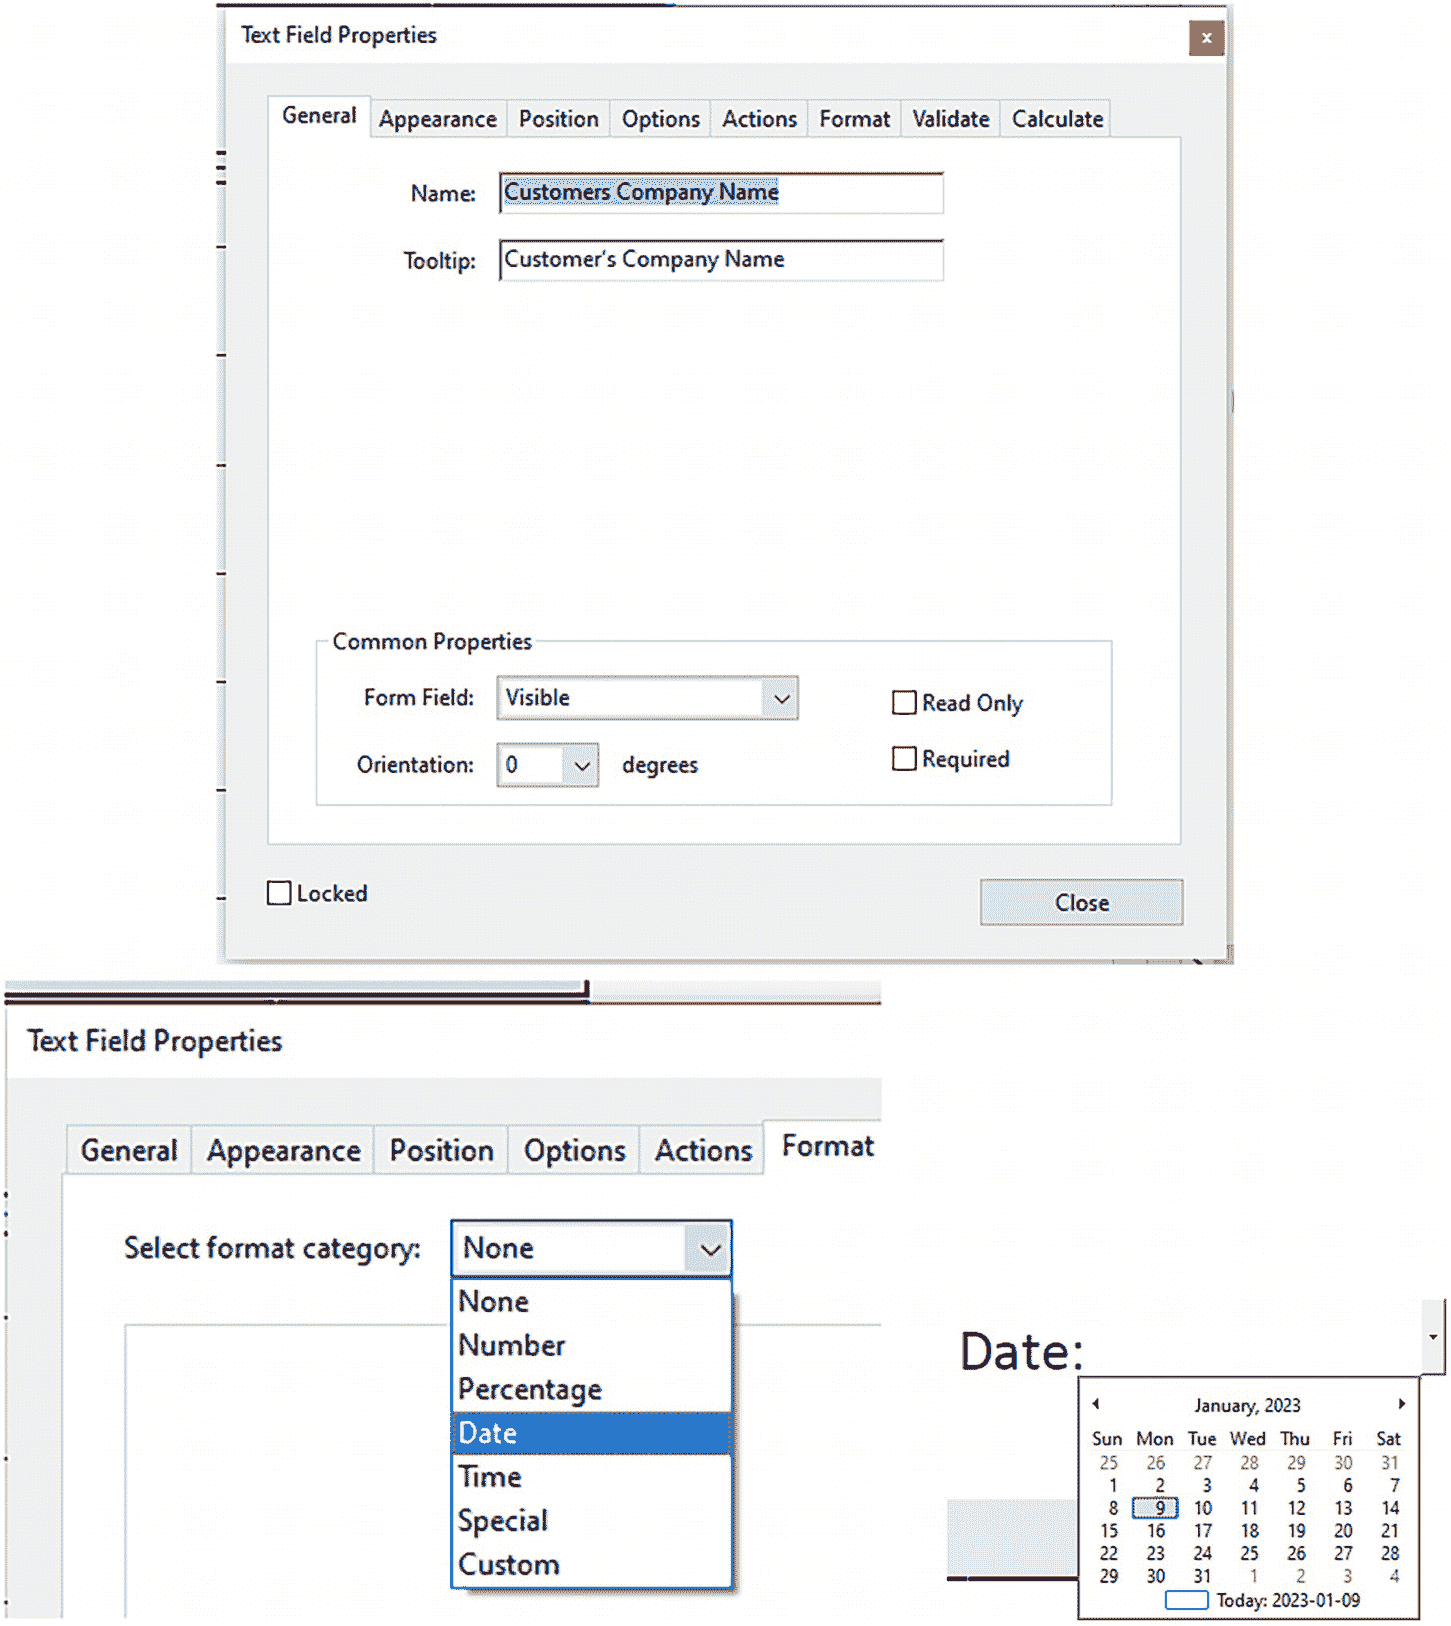 Text Field Properties
x
General Appearance Position Options Actions Format Validate Calculate
Name: Customers Company Name
Tooltip: Customer's Company Name
Common Properties
Form Field: Visible
Read Only
Orientation: 0 degrees
Required
Locked
Close
Text Field Properties
General Appearance Position Options Actions Format
Select format category: None
None
Number
Percentage
Date
Time
Special
Custom
Date:
January, 2023
Sun Mon Tue Wed Thu Fri Sat
25 26 27 28 29 30 31
1 2 3 4 5 6 7
8 9 10 11 12 13 14
15 16 17 18 19 20 21
22 23 24 25 26 27 28
29 30 31 1 2 3 4
Today: 2023-01-09